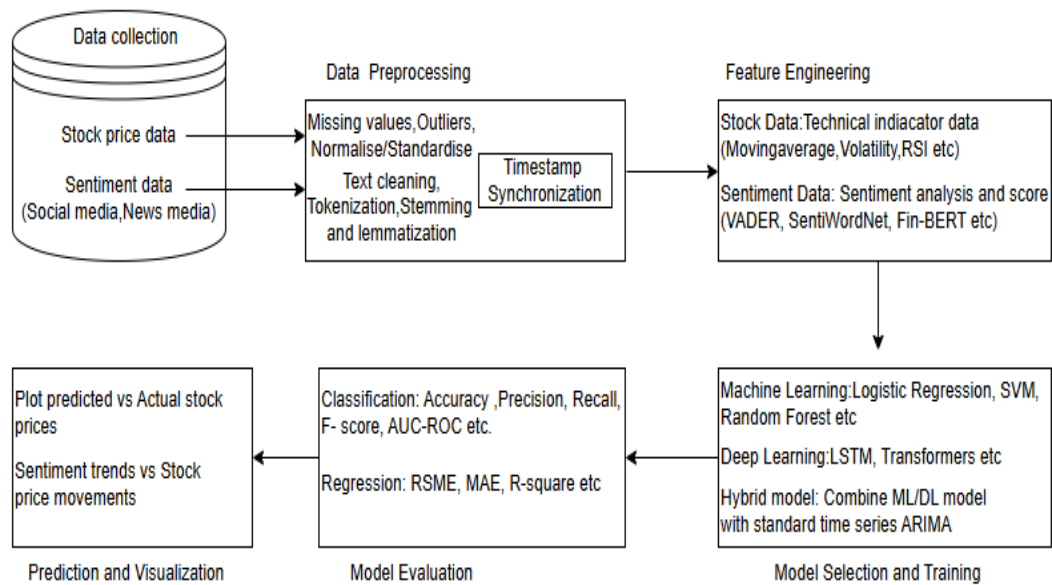 Data collection
Stock price data
Sentiment data
(Social media,News media)
Data Preprocessing
Missing values,Outliers,
Normalise/Standardise
Text cleaning,
Tokenization,Stemming
and lemmatization
Timestamp
Synchronization
Feature Engineering
Stock Data:Technical indiacator data
(Movingaverage,Volatility,RSI etc)
Sentiment Data: Sentiment analysis and score
(VADER, SentiWordNet, Fin-BERT etc)
Machine Learning:Logistic Regression, SVM,
Random Forest etc
Deep Learning:LSTM, Transformers etc
Hybrid model: Combine ML/DL model
with standard time series ARIMA
Model Selection and Training
Classification: Accuracy ,Precision, Recall,
F- score, AUC-ROC etc.
Regression: RSME, MAE, R-square etc
Model Evaluation
Plot predicted vs Actual stock
prices
Sentiment trends vs Stock
price movements
Prediction and Visualization